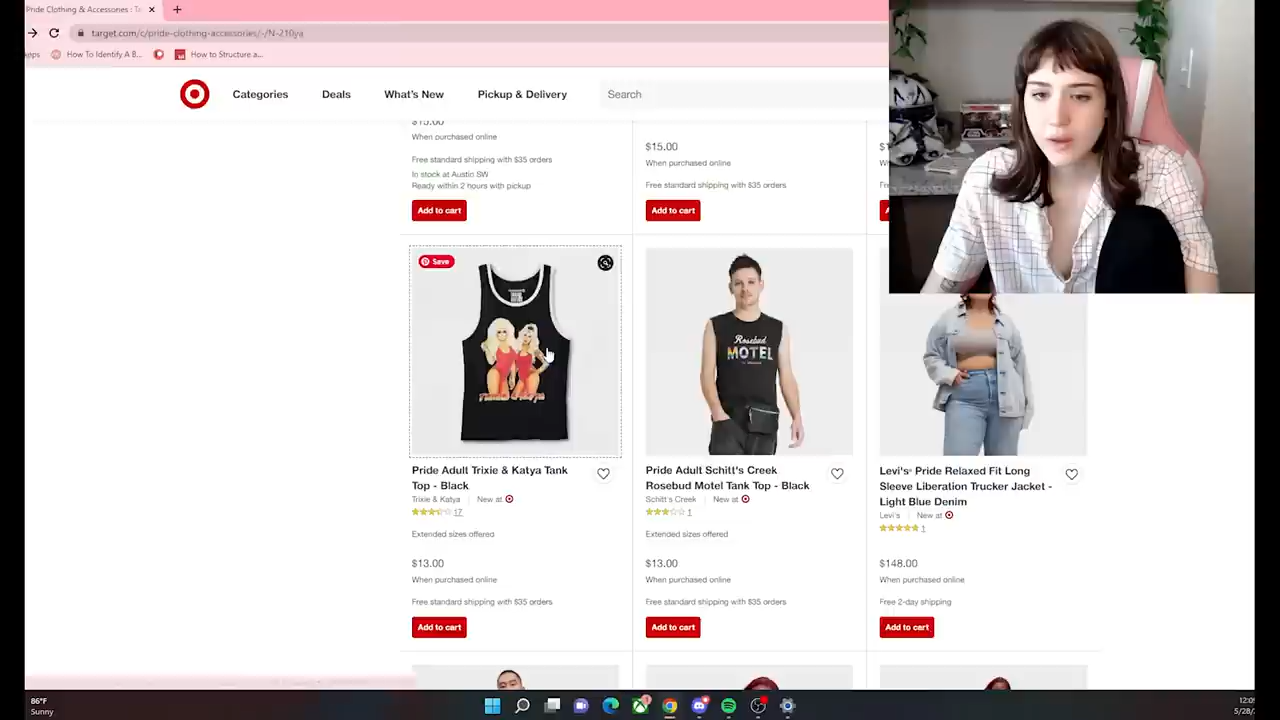 Pride Clothing & Accessories : T
target.com/c/pride-clothing-accessories/-/N-210ya
apps
How To Identify A B...
How to Structure a...
Categories
Deals
What's New
Pickup & Delivery
Search
$15.00
When purchased online
Free standard shipping with $35 orders
In stock at Austin SW
Ready within 2 hours with pickup
Add to cart
$15.00
When purchased online
Free standard shipping with $35 orders
Add to cart
Save
Rosebud
MOTEL
Pride Adult Trixie & Katya Tank
Top - Black
Trixie & Katya
New at
17
Extended sizes offered
$13.00
When purchased online
Free standard shipping with $35 orders
Add to cart
Pride Adult Schitt's Creek
Rosebud Motel Tank Top - Black
Schitt's Creek
New at
1
Extended sizes offered
$13.00
When purchased online
Free standard shipping with $35 orders
Add to cart
Levi's® Pride Relaxed Fit Long
Sleeve Liberation Trucker Jacket -
Light Blue Denim
Levi's
New at
1
$148.00
When purchased online
Free 2-day shipping
Add to cart
86°F
Sunny
12:0
5/28/